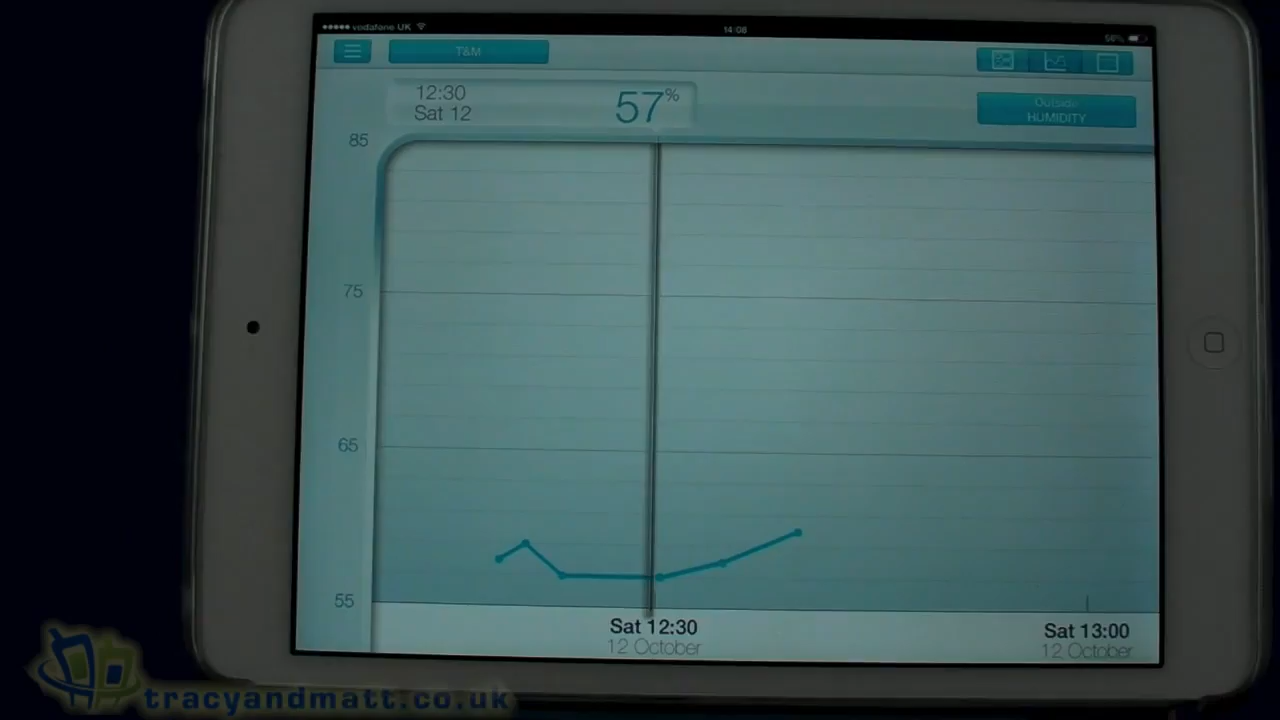 vodafone UK
14:08
56%
T&M
12:30
Sat 12
57%
Outside
HUMIDITY
85
75
65
55
Sat 12:30
12 October
Sat 13:00
12 October
tracyandmatt.co.uk